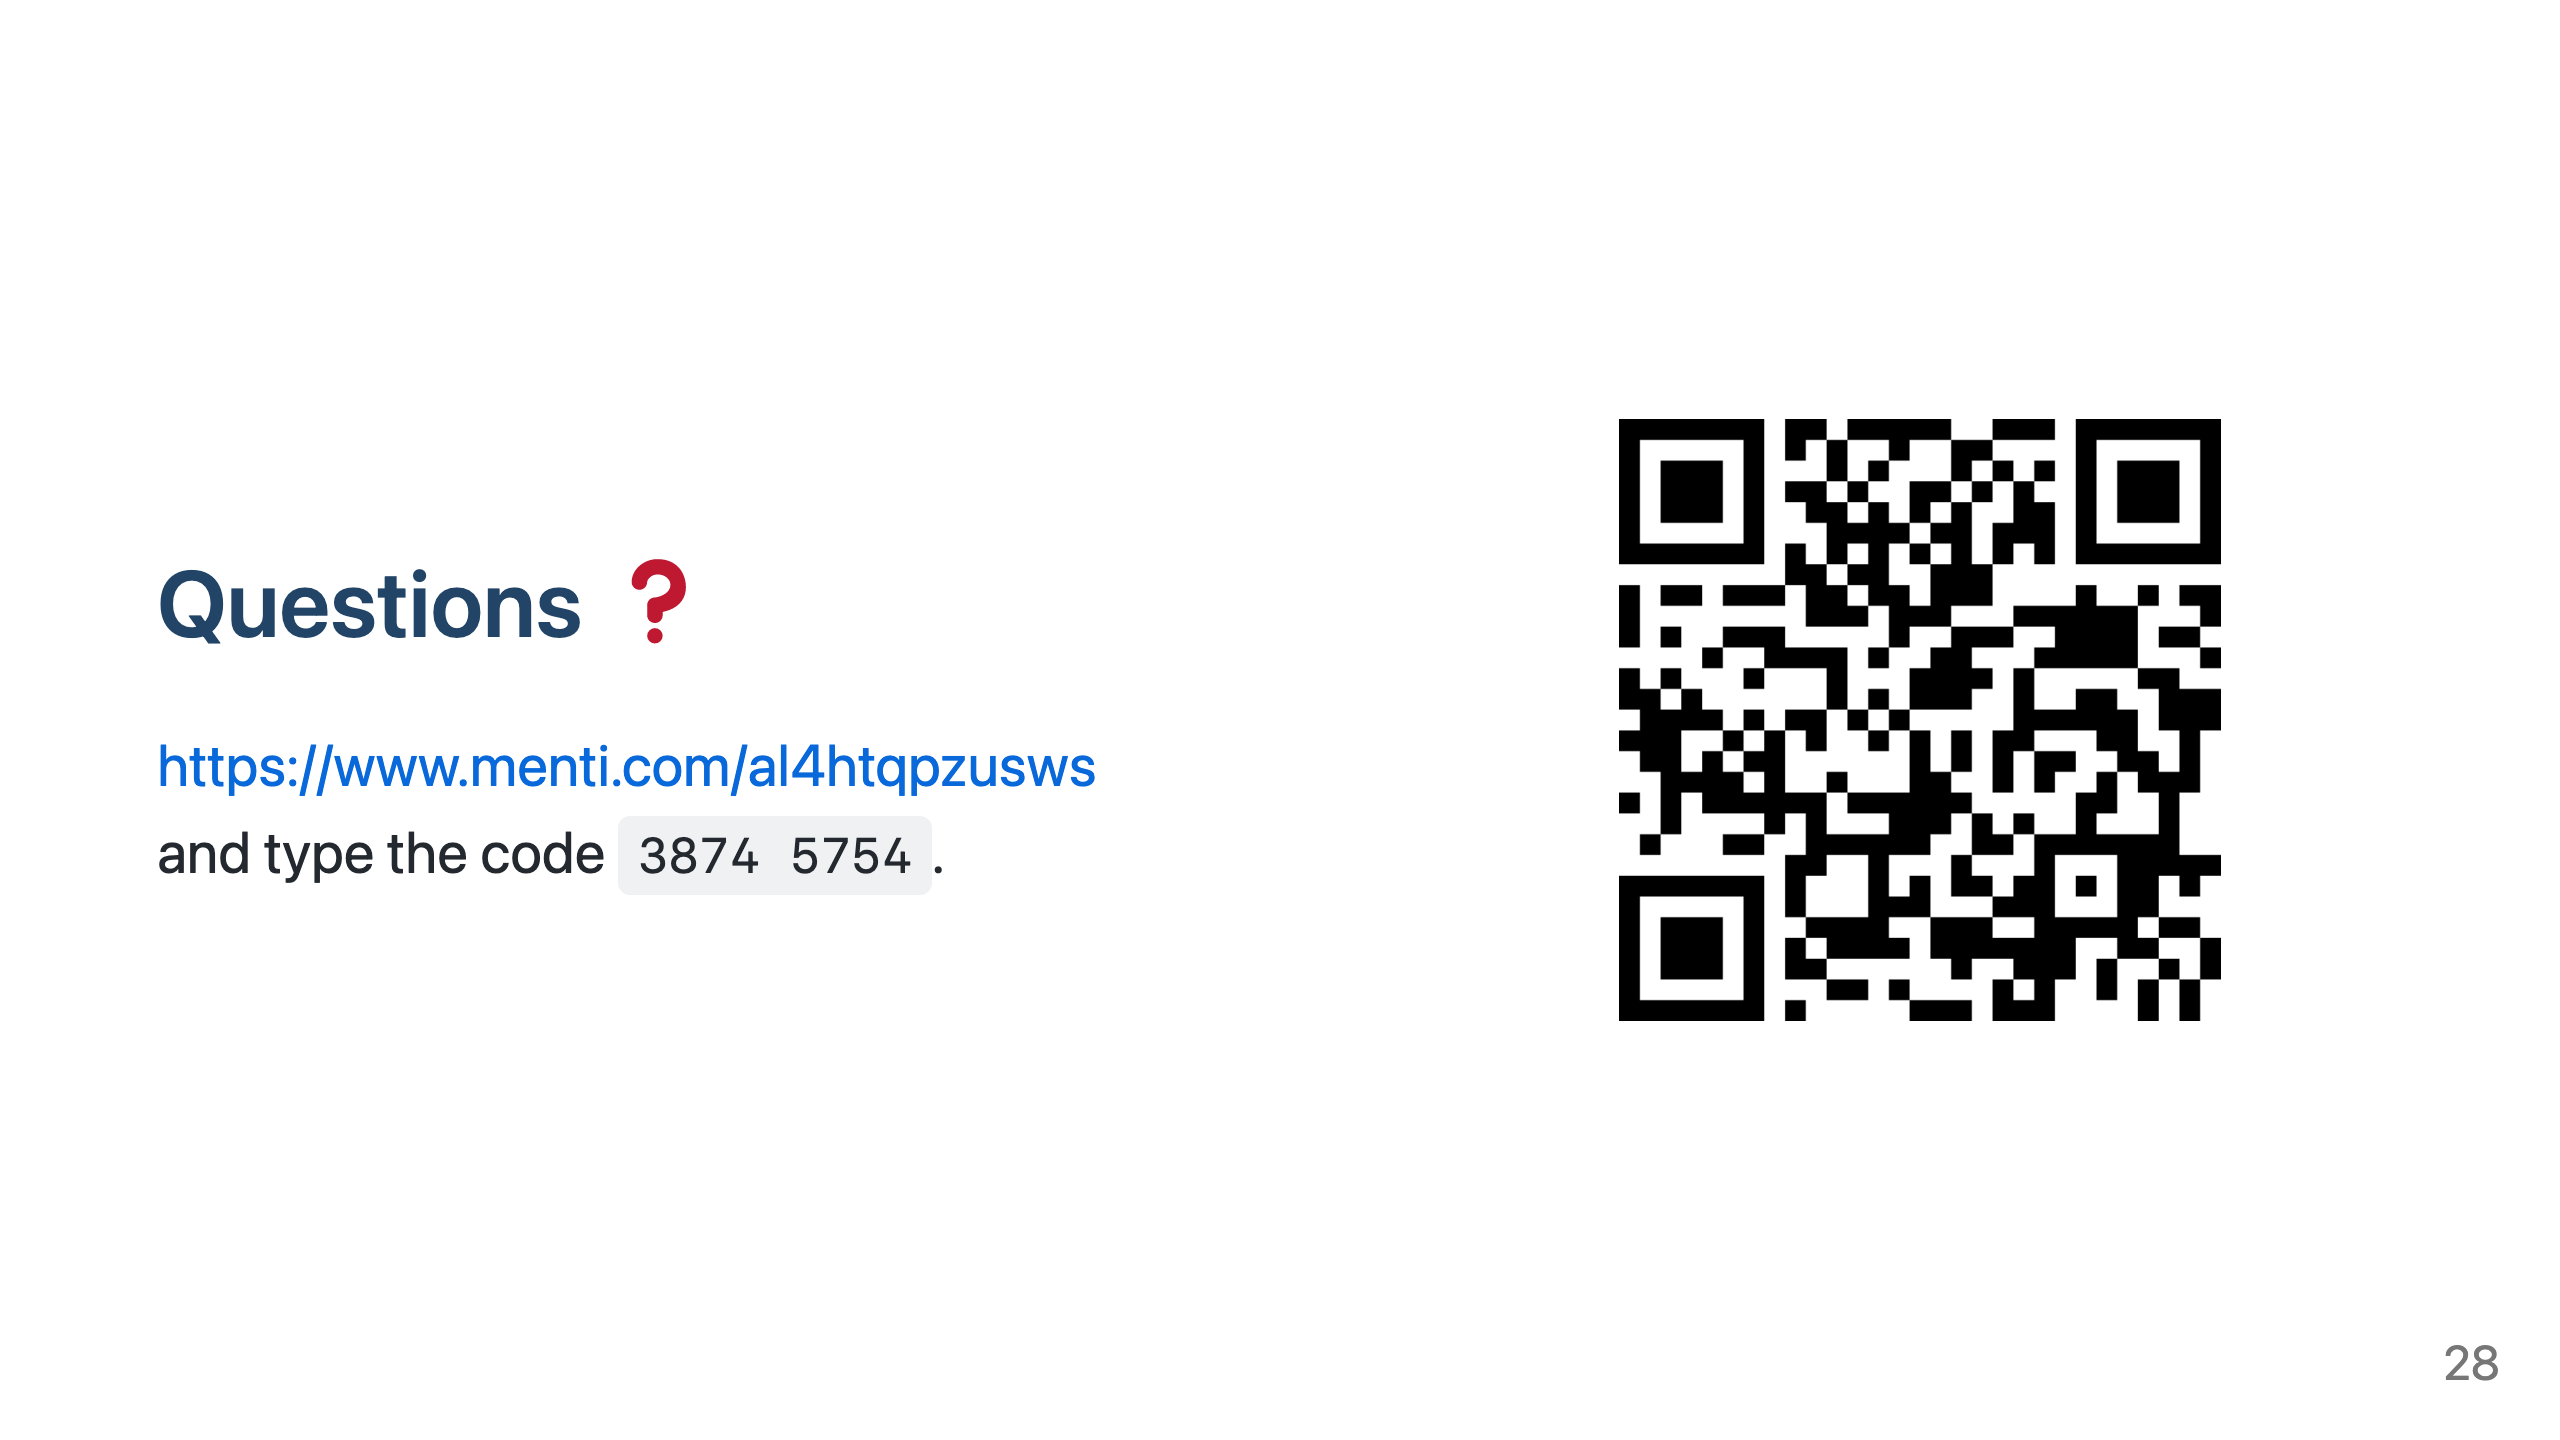 Questions ❓
https://www.menti.com/al4htqpzusws
and type the code 3874 5754.
28